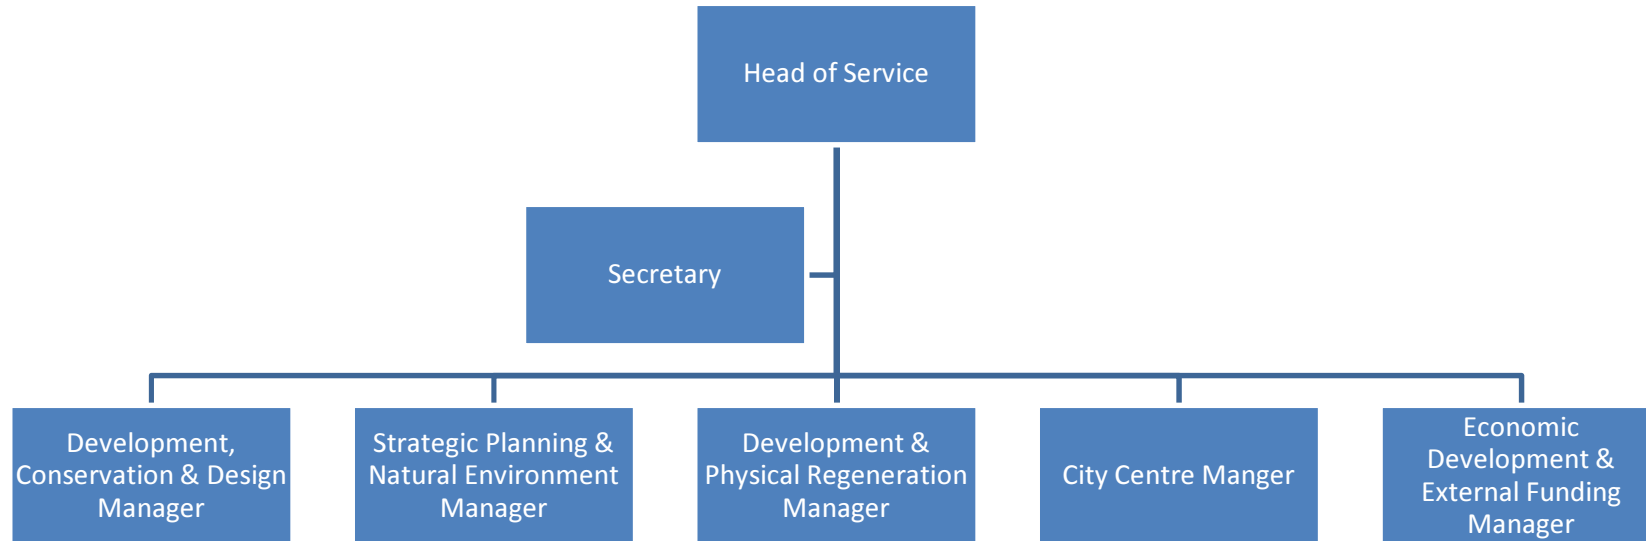 Head of Service
Secretary
Development,
Conservation & Design
Manager
Strategic Planning &
Natural Environment
Manager
Development &
Physical Regeneration
Manager
City Centre Manger
Economic
Development &
External Funding
Manager